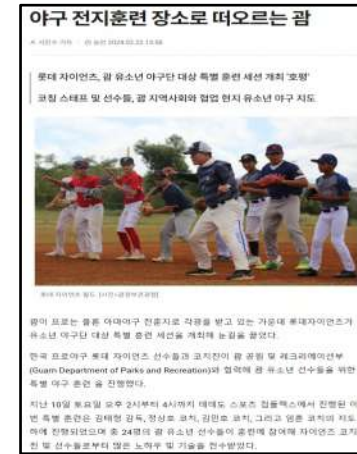 야구 전지훈련 장소로 떠오르는 괌
롯데 자이언츠, 괌 유소년 야구단 대상 특별 훈련 세션 개최 '호평'
코칭 스태프 및 선수들, 괌 지역사회와 협업 현지 유소년 야구 지도
괌이 프로는 물론 아마야구 전훈지로 각광을 받고 있는 가운데 롯데자이언츠가
유소년 야구단 대상 특별 훈련 세션을 개최해 눈길을 끌었다.
한국 프로야구 롯데 자이언츠 선수들과 코치진이 괌 공원 및 레크리에이션부
(Guam Department of Parks and Recreation)와 협력해 괌 유소년 선수들을 위한
특별 야구 훈련 을 진행했다.
지난 10일 토요일 오후 2시부터 4시까지 데데도 스포츠 컴플렉스에서 진행된 이
번 특별 훈련은 김태형 감독, 정상호 코치, 김민호 코치, 그리고 임훈 코치의 지도
하에 진행되었으며 총 24명의 괌 유소년 선수들이 훈련에 참여해 자이언츠 코치
진 및 선수들로부터 많은 노하우 및 기술을 전수받았다.